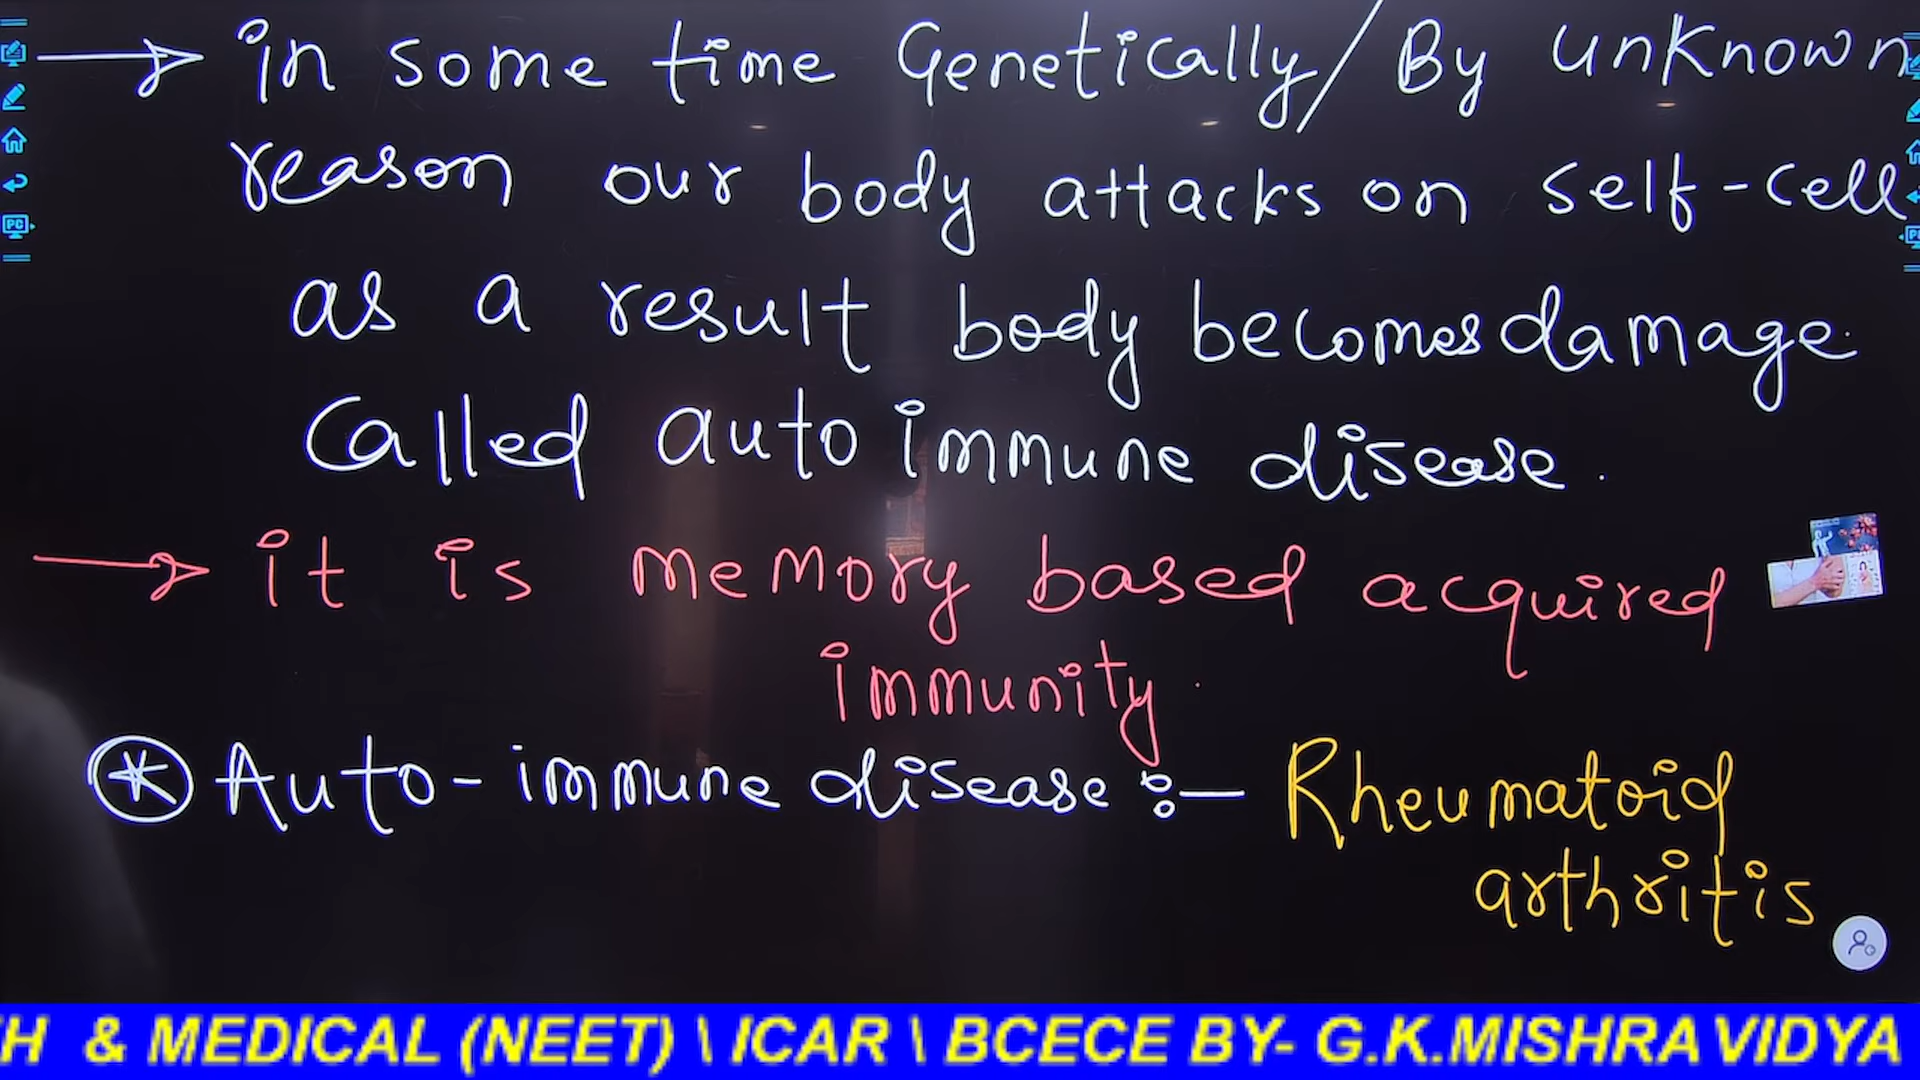 in some time Genetically/By unknown
reason our body attacks on self-cell
as a result body becomes damage.
Called auto immune disease.
it is memory based acquired
immunity.
Auto-immune disease :- Rheumatoid
arthritis
& MEDICAL (NEET) \ ICAR \ BCECE BY- G.K.MISHRA VIDYA